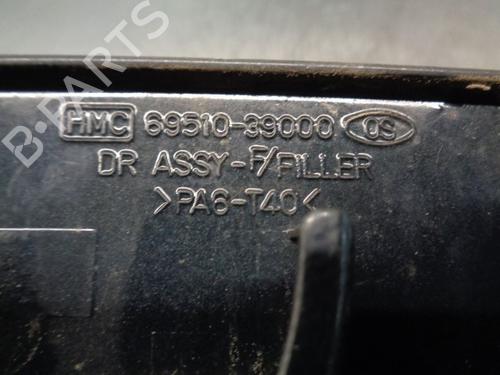 B-PARTS
HMC 69510-39000 OS
DR ASSY-F/FILLER
>PA6-T40<